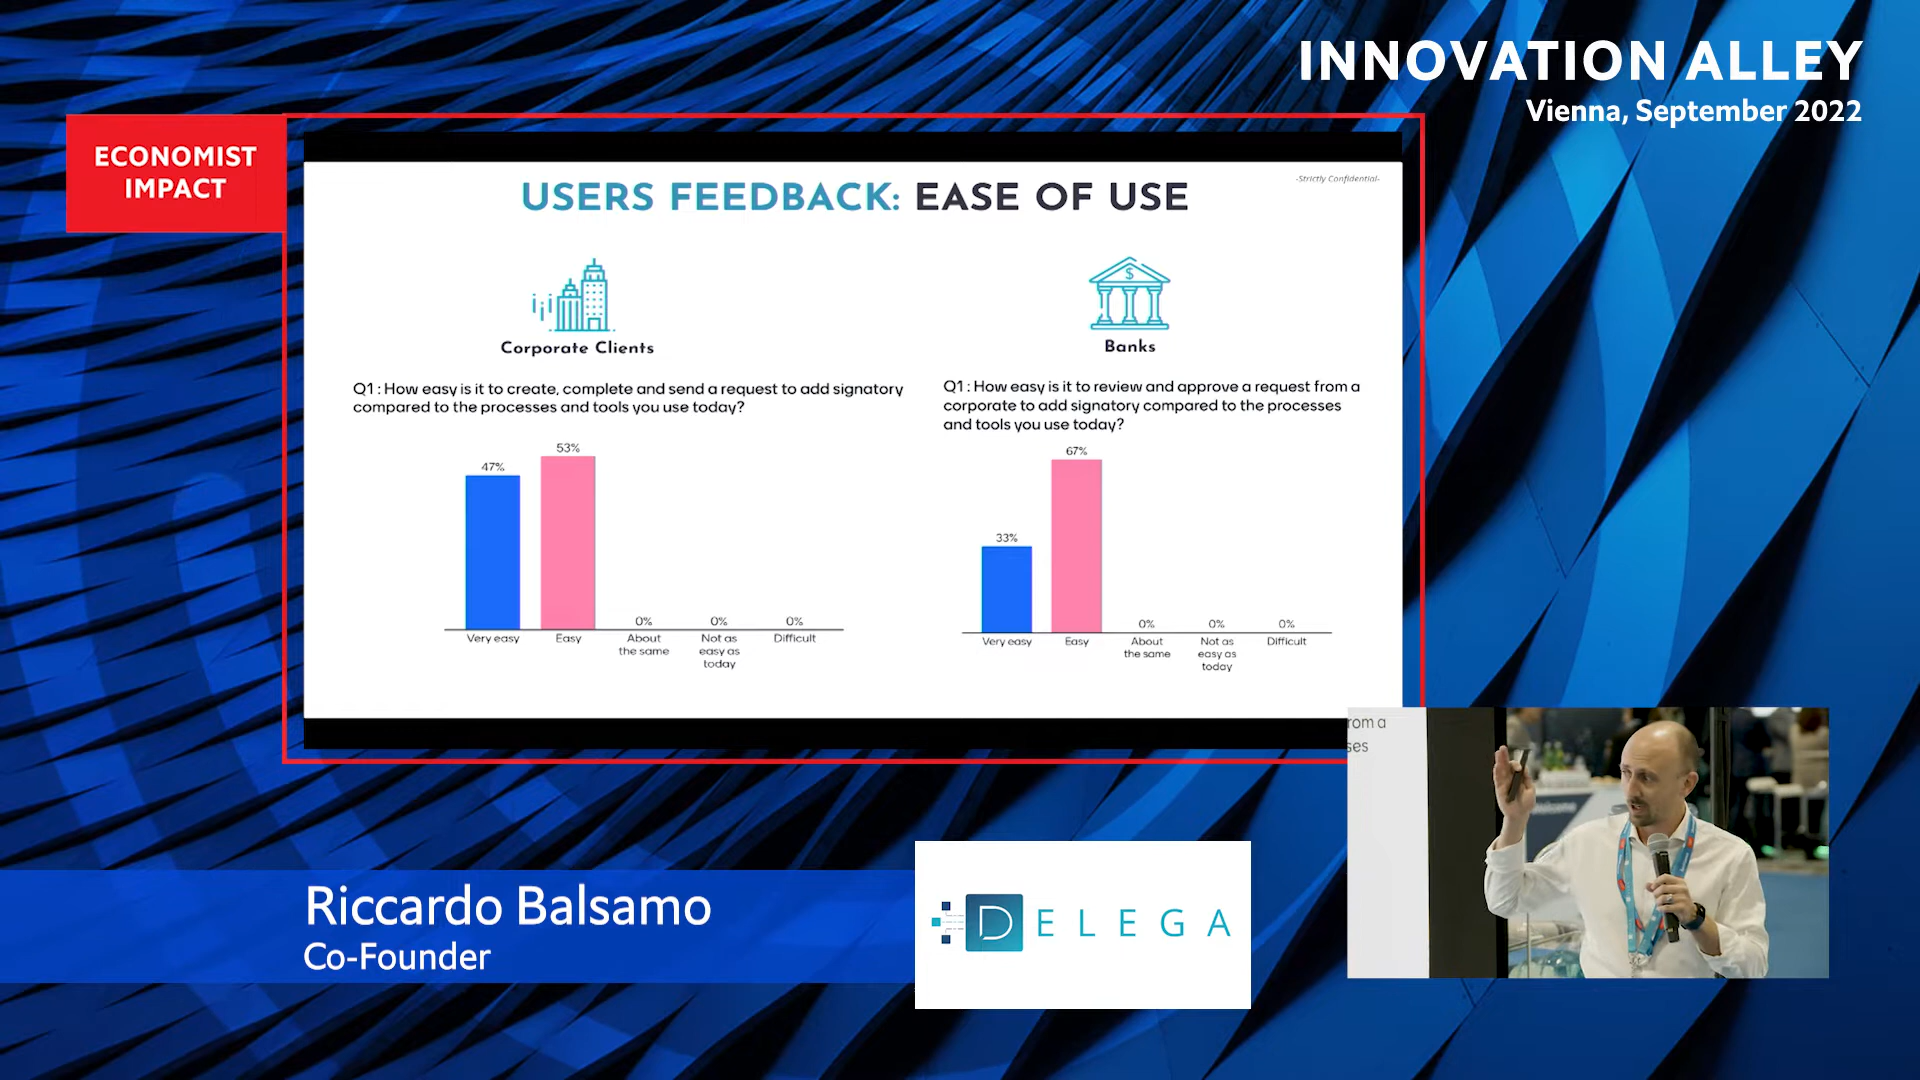 INNOVATION ALLEY
Vienna, September 2022
ECONOMIST
IMPACT
-Strictly Confidential-
USERS FEEDBACK: EASE OF USE
Corporate Clients
Q1 : How easy is it to create, complete and send a request to add signatory
compared to the processes and tools you use today?
47%
53%
0%
0%
0%
Very easy
Easy
About
the same
Not as
easy as
today
Difficult
$
Banks
Q1 : How easy is it to review and approve a request from a
corporate to add signatory compared to the processes
and tools you use today?
33%
67%
0%
0%
0%
Very easy
Easy
About
the same
Not as
easy as
today
Difficult
rom a
ses
Welcome
Riccardo Balsamo
Co-Founder
DELEGA